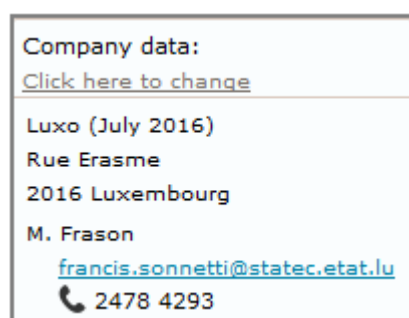 Company data:
Click here to change
Luxo (July 2016)
Rue Erasme
2016 Luxembourg
M. Frason
francis.sonnetti@statec.etat.lu
2478 4293